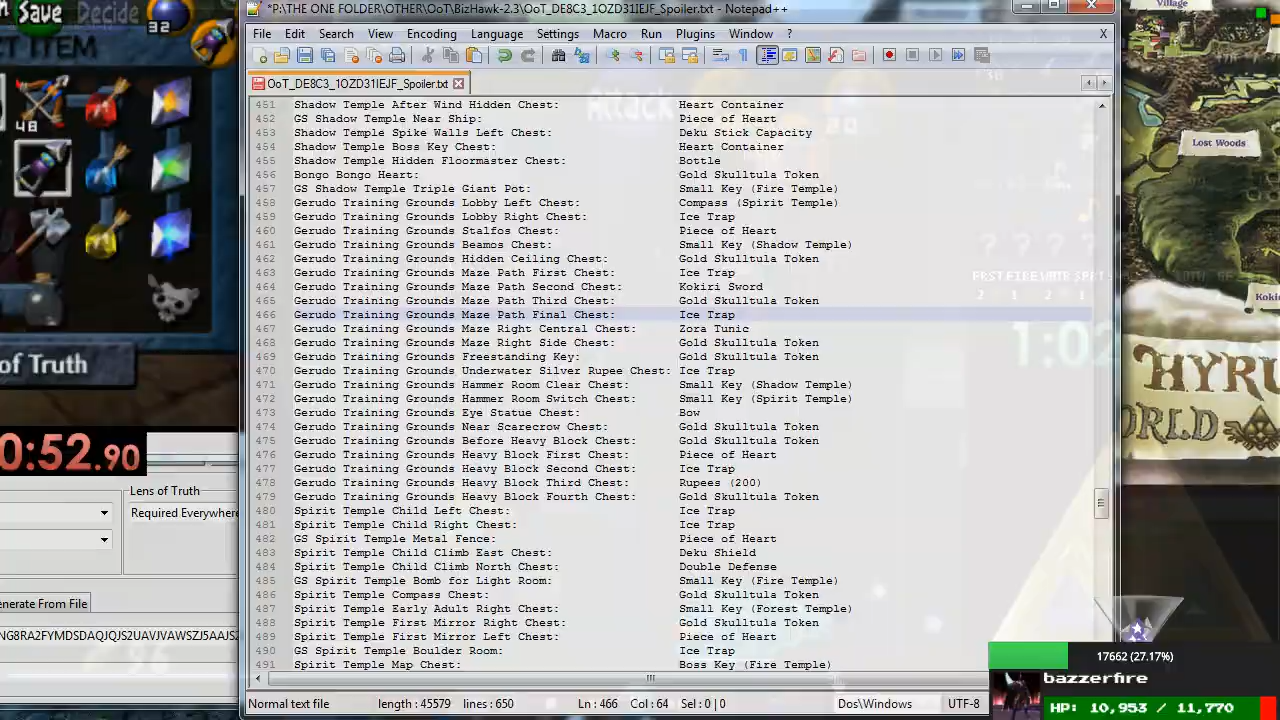 Save
Decide
32
CT ITEM
48
of Truth
0:52.90
Lens of Truth
Required Everywhere
enerate From File
*P:\THE ONE FOLDER\OTHER\OoT\BizHawk-2.3\OoT_DE8C3_1OZD31IEJF_Spoiler.txt - Notepad++
File Edit Search View Encoding Language Settings Macro Run Plugins Window ? X
OoT_DE8C3_1OZD31IEJF_Spoiler.txt
451 Shadow Temple After Wind Hidden Chest: Heart Container
452 GS Shadow Temple Near Ship: Piece of Heart
453 Shadow Temple Spike Walls Left Chest: Deku Stick Capacity
454 Shadow Temple Boss Key Chest: Heart Container
455 Shadow Temple Hidden Floormaster Chest: Bottle
456 Bongo Bongo Heart: Gold Skulltula Token
457 GS Shadow Temple Triple Giant Pot: Small Key (Fire Temple)
458 Gerudo Training Grounds Lobby Left Chest: Compass (Spirit Temple)
459 Gerudo Training Grounds Lobby Right Chest: Ice Trap
460 Gerudo Training Grounds Stalfos Chest: Piece of Heart
461 Gerudo Training Grounds Beamos Chest: Small Key (Shadow Temple)
462 Gerudo Training Grounds Hidden Ceiling Chest: Gold Skulltula Token
463 Gerudo Training Grounds Maze Path First Chest: Ice Trap
464 Gerudo Training Grounds Maze Path Second Chest: Kokiri Sword
465 Gerudo Training Grounds Maze Path Third Chest: Gold Skulltula Token
466 Gerudo Training Grounds Maze Path Final Chest: Ice Trap
467 Gerudo Training Grounds Maze Right Central Chest: Zora Tunic
468 Gerudo Training Grounds Maze Right Side Chest: Gold Skulltula Token
469 Gerudo Training Grounds Freestanding Key: Gold Skulltula Token
470 Gerudo Training Grounds Underwater Silver Rupee Chest: Ice Trap
471 Gerudo Training Grounds Hammer Room Clear Chest: Small Key (Shadow Temple)
472 Gerudo Training Grounds Hammer Room Switch Chest: Small Key (Spirit Temple)
473 Gerudo Training Grounds Eye Statue Chest: Bow
474 Gerudo Training Grounds Near Scarecrow Chest: Gold Skulltula Token
475 Gerudo Training Grounds Before Heavy Block Chest: Gold Skulltula Token
476 Gerudo Training Grounds Heavy Block First Chest: Piece of Heart
477 Gerudo Training Grounds Heavy Block Second Chest: Ice Trap
478 Gerudo Training Grounds Heavy Block Third Chest: Rupees (200)
479 Gerudo Training Grounds Heavy Block Fourth Chest: Gold Skulltula Token
480 Spirit Temple Child Left Chest: Ice Trap
481 Spirit Temple Child Right Chest: Ice Trap
482 GS Spirit Temple Metal Fence: Piece of Heart
483 Spirit Temple Child Climb East Chest: Deku Shield
484 Spirit Temple Child Climb North Chest: Double Defense
485 GS Spirit Temple Bomb for Light Room: Small Key (Fire Temple)
486 Spirit Temple Compass Chest: Gold Skulltula Token
487 Spirit Temple Early Adult Right Chest: Small Key (Forest Temple)
488 Spirit Temple First Mirror Right Chest: Gold Skulltula Token
489 Spirit Temple First Mirror Left Chest: Piece of Heart
490 GS Spirit Temple Boulder Room: Ice Trap
491 Spirit Temple Map Chest: Boss Key (Fire Temple)
Normal text file length : 45579 lines : 650 Ln : 466 Col : 64 Sel : 0 | 0 Dos\Windows UTF-8
Attack
1:02
Village
Lost Woods
Koki
HYRU
ORLD
17662 (27.17%)
bazzerfire
HP: 10,953 / 11,770